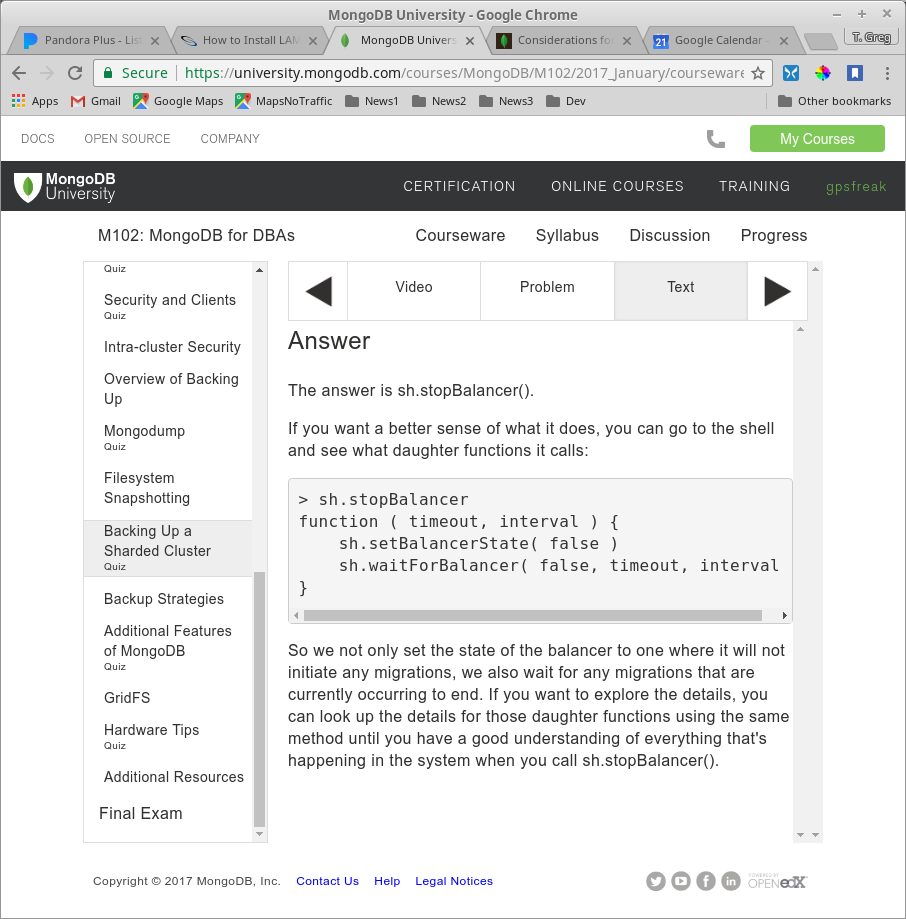 MongoDB University - Google Chrome
Pandora Plus - List
How to Install LAM
MongoDB Univers
Considerations fo
21 Google Calendar -
T. Greg
Secure https://university.mongodb.com/courses/MongoDB/M102/2017_January/courseware
Apps Gmail Google Maps MapsNoTraffic News1 News2 News3 Dev Other bookmarks
DOCS OPEN SOURCE COMPANY My Courses
MongoDB
University
CERTIFICATION ONLINE COURSES TRAINING gpsfreak
M102: MongoDB for DBAs Courseware Syllabus Discussion Progress
Quiz
Security and Clients
Quiz
Intra-cluster Security
Overview of Backing
Up
Mongodump
Quiz
Filesystem
Snapshotting
Backing Up a
Sharded Cluster
Quiz
Backup Strategies
Additional Features
of MongoDB
Quiz
GridFS
Hardware Tips
Quiz
Additional Resources
Final Exam
Video Problem Text
Answer
The answer is sh.stopBalancer().
If you want a better sense of what it does, you can go to the shell
and see what daughter functions it calls:
> sh.stopBalancer
function ( timeout, interval ) {
    sh.setBalancerState( false )
    sh.waitForBalancer( false, timeout, interval
}
So we not only set the state of the balancer to one where it will not
initiate any migrations, we also wait for any migrations that are
currently occurring to end. If you want to explore the details, you
can look up the details for those daughter functions using the same
method until you have a good understanding of everything that's
happening in the system when you call sh.stopBalancer().
Copyright © 2017 MongoDB, Inc. Contact Us Help Legal Notices
POWERED BY
OPEN edX